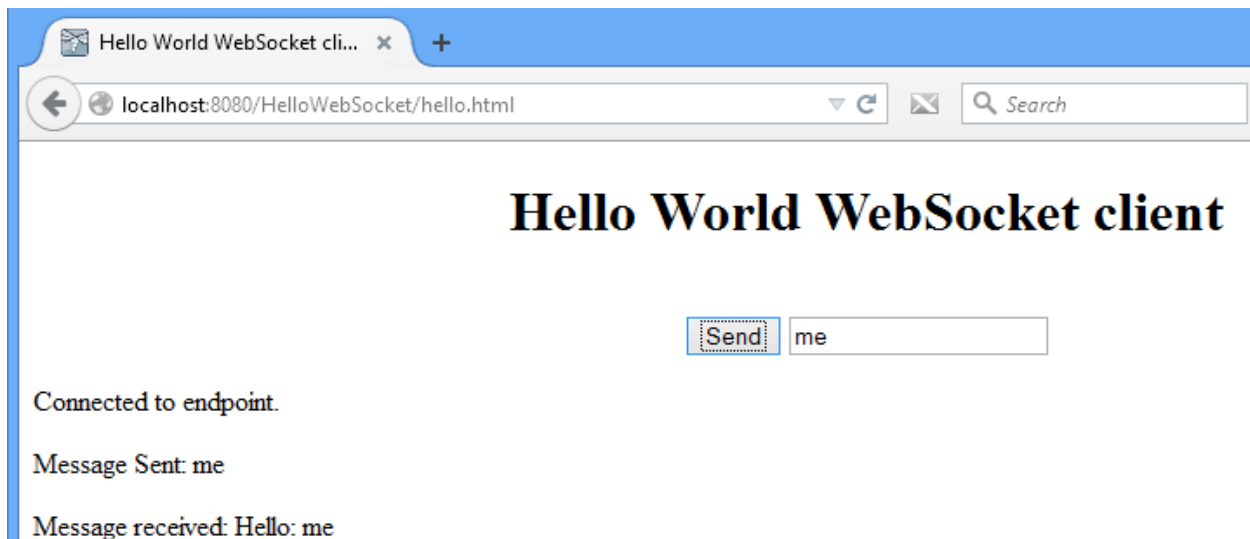 Hello World WebSocket cli...
localhost:8080/HelloWebSocket/hello.html
Search
Hello World WebSocket client
Send
me
Connected to endpoint.
Message Sent: me
Message received: Hello: me